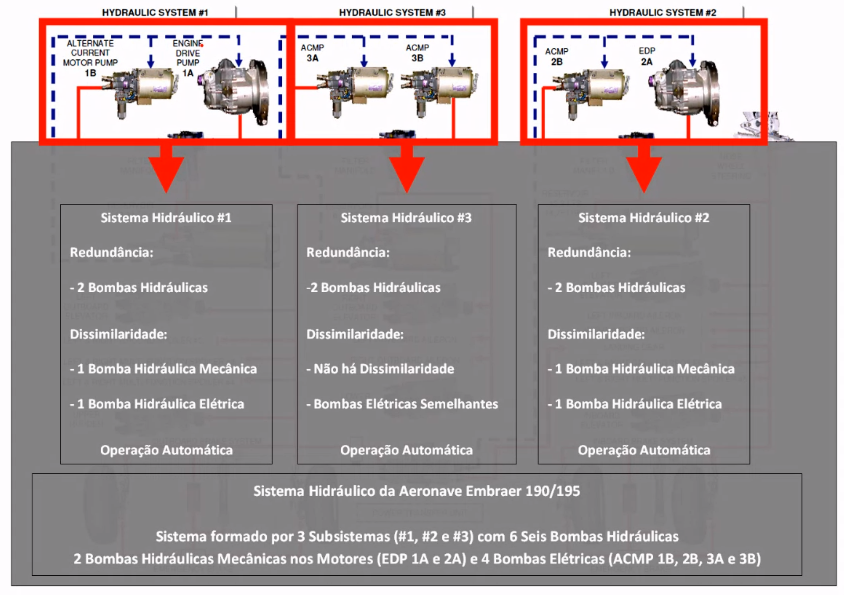 HYDRAULIC SYSTEM #1
HYDRAULIC SYSTEM #3
HYDRAULIC SYSTEM #2
ALTERNATE
CURRENT
MOTOR PUMP
1B
ENGINE
DRIVE
PUMP
1A
ACMP
3A
ACMP
3B
ACMP
2B
EDP
2A
Sistema Hidráulico #1
Redundância:
- 2 Bombas Hidráulicas
Dissimilaridade:
- 1 Bomba Hidráulica Mecânica
- 1 Bomba Hidráulica Elétrica
Operação Automática
Sistema Hidráulico #3
Redundância:
-2 Bombas Hidráulicas
Dissimilaridade:
- Não há Dissimilaridade
- Bombas Elétricas Semelhantes
Operação Automática
Sistema Hidráulico #2
Redundância:
- 2 Bombas Hidráulicas
Dissimilaridade:
- 1 Bomba Hidráulica Mecânica
- 1 Bomba Hidráulica Elétrica
Operação Automática
Sistema Hidráulico da Aeronave Embraer 190/195
Sistema formado por 3 Subsistemas (#1, #2 e #3) com 6 Seis Bombas Hidráulicas
2 Bombas Hidráulicas Mecânicas nos Motores (EDP 1A e 2A) e 4 Bombas Elétricas (ACMP 1B, 2B, 3A e 3B)